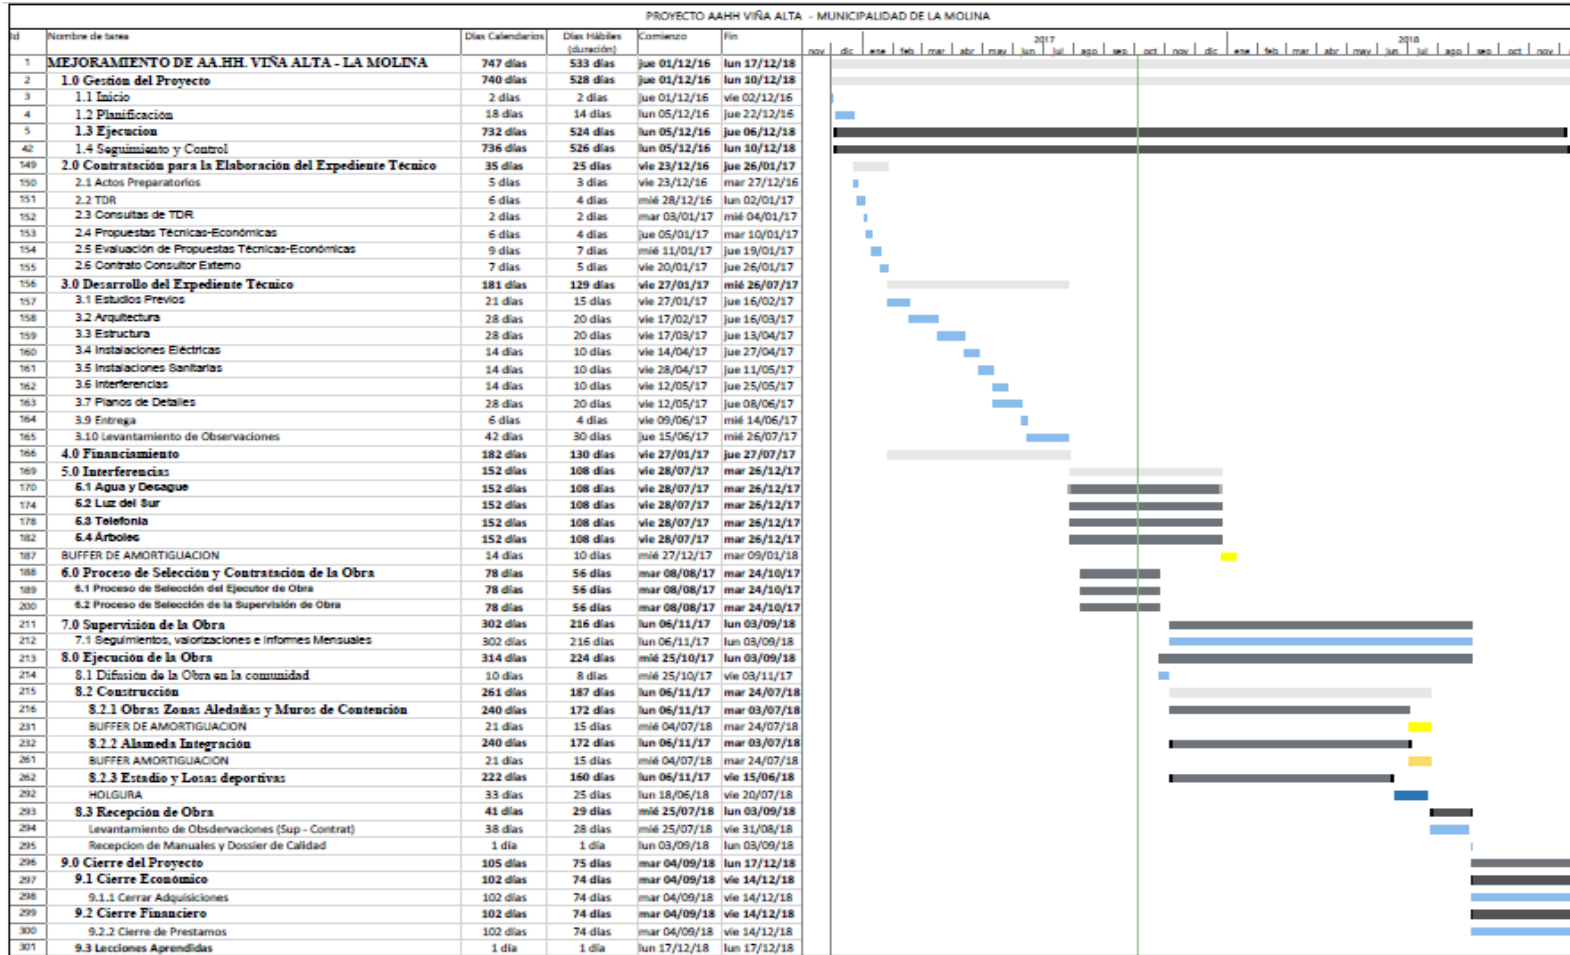 PROYECTO AAHH VIÑA ALTA - MUNICIPALIDAD DE LA MOLINA
Id Nombre de tarea Días Calendarios Días Hábiles (duración) Comienzo Fin
2017 2018
nov dic ene feb mar abr may jun jul ago sep oct nov dic ene feb mar abr may jun jul ago sep oct nov
1 MEJORAMIENTO DE AA.HH. VIÑA ALTA - LA MOLINA 747 días 533 días jue 01/12/16 lun 17/12/18
2 1.0 Gestión del Proyecto 740 días 528 días jue 01/12/16 lun 10/12/18
3 1.1 Inicio 2 días 2 días jue 01/12/16 vie 02/12/16
4 1.2 Planificación 18 días 14 días lun 05/12/16 jue 22/12/16
5 1.3 Ejecucion 732 días 524 días lun 05/12/16 jue 06/12/18
42 1.4 Seguimiento y Control 736 días 526 días lun 05/12/16 lun 10/12/18
149 2.0 Contratación para la Elaboración del Expediente Técnico 35 días 25 días vie 23/12/16 jue 26/01/17
150 2.1 Actos Preparatorios 5 días 3 días vie 23/12/16 mar 27/12/16
151 2.2 TDR 6 días 4 días mié 28/12/16 lun 02/01/17
152 2.3 Consultas de TDR 2 días 2 días mar 03/01/17 mié 04/01/17
153 2.4 Propuestas Técnicas-Económicas 6 días 4 días jue 05/01/17 mar 10/01/17
154 2.5 Evaluación de Propuestas Técnicas-Económicas 9 días 7 días mié 11/01/17 jue 19/01/17
155 2.6 Contrato Consultor Externo 7 días 5 días vie 20/01/17 jue 26/01/17
156 3.0 Desarrollo del Expediente Técnico 181 días 129 días vie 27/01/17 mié 26/07/17
157 3.1 Estudios Previos 21 días 15 días vie 27/01/17 jue 16/02/17
158 3.2 Arquitectura 28 días 20 días vie 17/02/17 jue 16/03/17
159 3.3 Estructura 28 días 20 días vie 17/03/17 jue 13/04/17
160 3.4 Instalaciones Eléctricas 14 días 10 días vie 14/04/17 jue 27/04/17
161 3.5 Instalaciones Sanitarias 14 días 10 días vie 28/04/17 jue 11/05/17
162 3.6 Interferencias 14 días 10 días vie 12/05/17 jue 25/05/17
163 3.7 Planos de Detalles 28 días 20 días vie 12/05/17 jue 08/06/17
164 3.9 Entrega 6 días 4 días vie 09/06/17 mié 14/06/17
165 3.10 Levantamiento de Observaciones 42 días 30 días jue 15/06/17 mié 26/07/17
166 4.0 Financiamiento 182 días 130 días vie 27/01/17 jue 27/07/17
169 5.0 Interferencias 152 días 108 días vie 28/07/17 mar 26/12/17
170 5.1 Agua y Desague 152 días 108 días vie 28/07/17 mar 26/12/17
174 5.2 Luz del Sur 152 días 108 días vie 28/07/17 mar 26/12/17
178 5.3 Telefonia 152 días 108 días vie 28/07/17 mar 26/12/17
182 5.4 Árboles 152 días 108 días vie 28/07/17 mar 26/12/17
187 BUFFER DE AMORTIGUACION 14 días 10 días mié 27/12/17 mar 09/01/18
188 6.0 Proceso de Selección y Contratación de la Obra 78 días 56 días mar 08/08/17 mar 24/10/17
189 6.1 Proceso de Selección del Ejecutor de Obra 78 días 56 días mar 08/08/17 mar 24/10/17
200 6.2 Proceso de Selección de la Supervisión de Obra 78 días 56 días mar 08/08/17 mar 24/10/17
211 7.0 Supervisión de la Obra 302 días 216 días lun 06/11/17 lun 03/09/18
212 7.1 Seguimientos, valorizaciones e Informes Mensuales 302 días 216 días lun 06/11/17 lun 03/09/18
213 8.0 Ejecución de la Obra 314 días 224 días mié 25/10/17 lun 03/09/18
214 8.1 Difusión de la Obra en la comunidad 10 días 8 días mié 25/10/17 vie 03/11/17
215 8.2 Construcción 261 días 187 días lun 06/11/17 mar 24/07/18
216 8.2.1 Obras Zonas Aledañas y Muros de Contención 240 días 172 días lun 06/11/17 mar 03/07/18
231 BUFFER DE AMORTIGUACION 21 días 15 días mié 04/07/18 mar 24/07/18
232 8.2.2 Alameda Integración 240 días 172 días lun 06/11/17 mar 03/07/18
261 BUFFER AMORTIGUACION 21 días 15 días mié 04/07/18 mar 24/07/18
262 8.2.3 Estadio y Losas deportivas 222 días 160 días lun 06/11/17 vie 15/06/18
292 HOLGURA 33 días 25 días lun 18/06/18 vie 20/07/18
293 8.3 Recepción de Obra 41 días 29 días mié 25/07/18 lun 03/09/18
294 Levantamiento de Obsdervaciones (Sup - Contrat) 38 días 28 días mié 25/07/18 vie 31/08/18
295 Recepcion de Manuales y Dossier de Calidad 1 día 1 día lun 03/09/18 lun 03/09/18
296 9.0 Cierre del Proyecto 105 días 75 días mar 04/09/18 lun 17/12/18
297 9.1 Cierre Económico 102 días 74 días mar 04/09/18 vie 14/12/18
298 9.1.1 Cerrar Adquisiciones 102 días 74 días mar 04/09/18 vie 14/12/18
299 9.2 Cierre Financiero 102 días 74 días mar 04/09/18 vie 14/12/18
300 9.2.2 Cierre de Prestamos 102 días 74 días mar 04/09/18 vie 14/12/18
301 9.3 Lecciones Aprendidas 1 día 1 día lun 17/12/18 lun 17/12/18